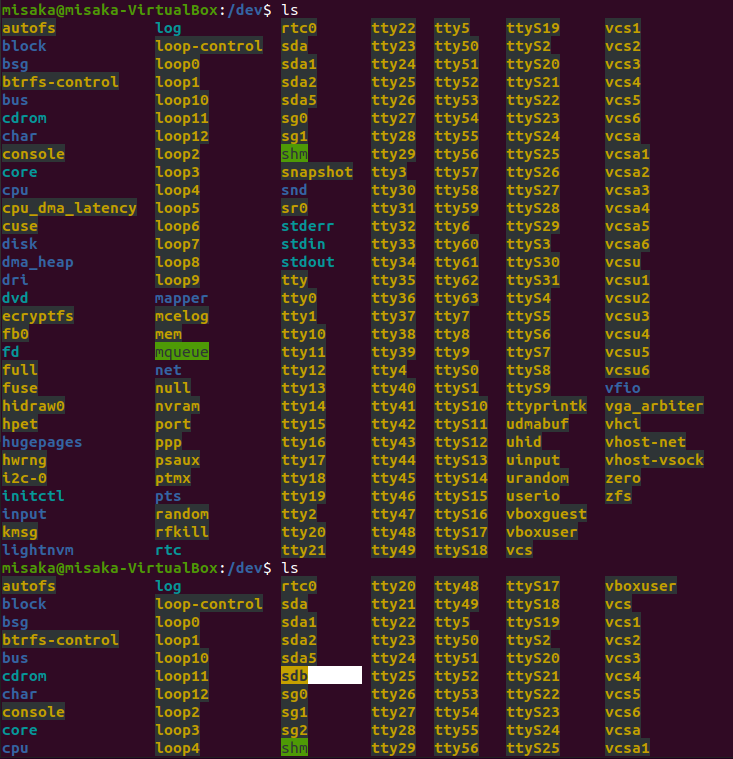 misaka@misaka-VirtualBox:/dev$ ls
autofs log rtc0 tty22 tty5 ttyS19 vcs1
block loop-control sda tty23 tty50 ttyS2 vcs2
bsg loop0 sda1 tty24 tty51 ttyS20 vcs3
btrfs-control loop1 sda2 tty25 tty52 ttyS21 vcs4
bus loop10 sda5 tty26 tty53 ttyS22 vcs5
cdrom loop11 sg0 tty27 tty54 ttyS23 vcs6
char loop12 sg1 tty28 tty55 ttyS24 vcsa
console loop2 shm tty29 tty56 ttyS25 vcsa1
core loop3 snapshot tty3 tty57 ttyS26 vcsa2
cpu loop4 snd tty30 tty58 ttyS27 vcsa3
cpu_dma_latency loop5 sr0 tty31 tty59 ttyS28 vcsa4
cuse loop6 stderr tty32 tty6 ttyS29 vcsa5
disk loop7 stdin tty33 tty60 ttyS3 vcsa6
dma_heap loop8 stdout tty34 tty61 ttyS30 vcsu
dri loop9 tty tty35 tty62 ttyS31 vcsu1
dvd mapper tty0 tty36 tty63 ttyS4 vcsu2
ecryptfs mcelog tty1 tty37 tty7 ttyS5 vcsu3
fb0 mem tty10 tty38 tty8 ttyS6 vcsu4
fd mqueue tty11 tty39 tty9 ttyS7 vcsu5
full net tty12 tty4 ttyS0 ttyS8 vcsu6
fuse null tty13 tty40 ttyS1 ttyS9 vfio
hidraw0 nvram tty14 tty41 ttyS10 ttyprintk vga_arbiter
hpet port tty15 tty42 ttyS11 udmabuf vhci
hugepages ppp tty16 tty43 ttyS12 uhid vhost-net
hwrng psaux tty17 tty44 ttyS13 uinput vhost-vsock
i2c-0 ptmx tty18 tty45 ttyS14 urandom zero
initctl pts tty19 tty46 ttyS15 userio zfs
input random tty2 tty47 ttyS16 vboxguest
kmsg rfkill tty20 tty48 ttyS17 vboxuser
lightnvm rtc tty21 tty49 ttyS18 vcs
misaka@misaka-VirtualBox:/dev$ ls
autofs log rtc0 tty20 tty48 ttyS17 vboxuser
block loop-control sda tty21 tty49 ttyS18 vcs
bsg loop0 sda1 tty22 tty5 ttyS19 vcs1
btrfs-control loop1 sda2 tty23 tty50 ttyS2 vcs2
bus loop10 sda5 tty24 tty51 ttyS20 vcs3
cdrom loop11 sdb tty25 tty52 ttyS21 vcs4
char loop12 sg0 tty26 tty53 ttyS22 vcs5
console loop2 sg1 tty27 tty54 ttyS23 vcs6
core loop3 sg2 tty28 tty55 ttyS24 vcsa
cpu loop4 shm tty29 tty56 ttyS25 vcsa1